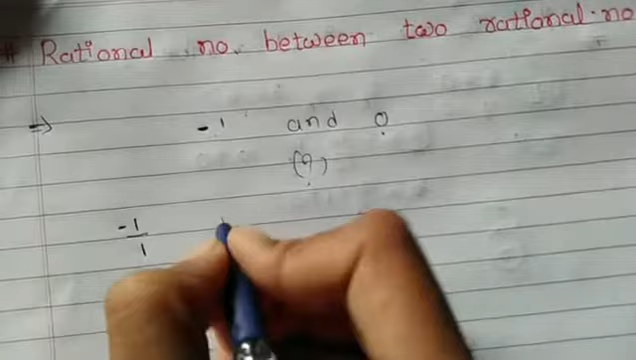 # Rational no. between two rational.no
→ -1 and 0
(9)
-1
1